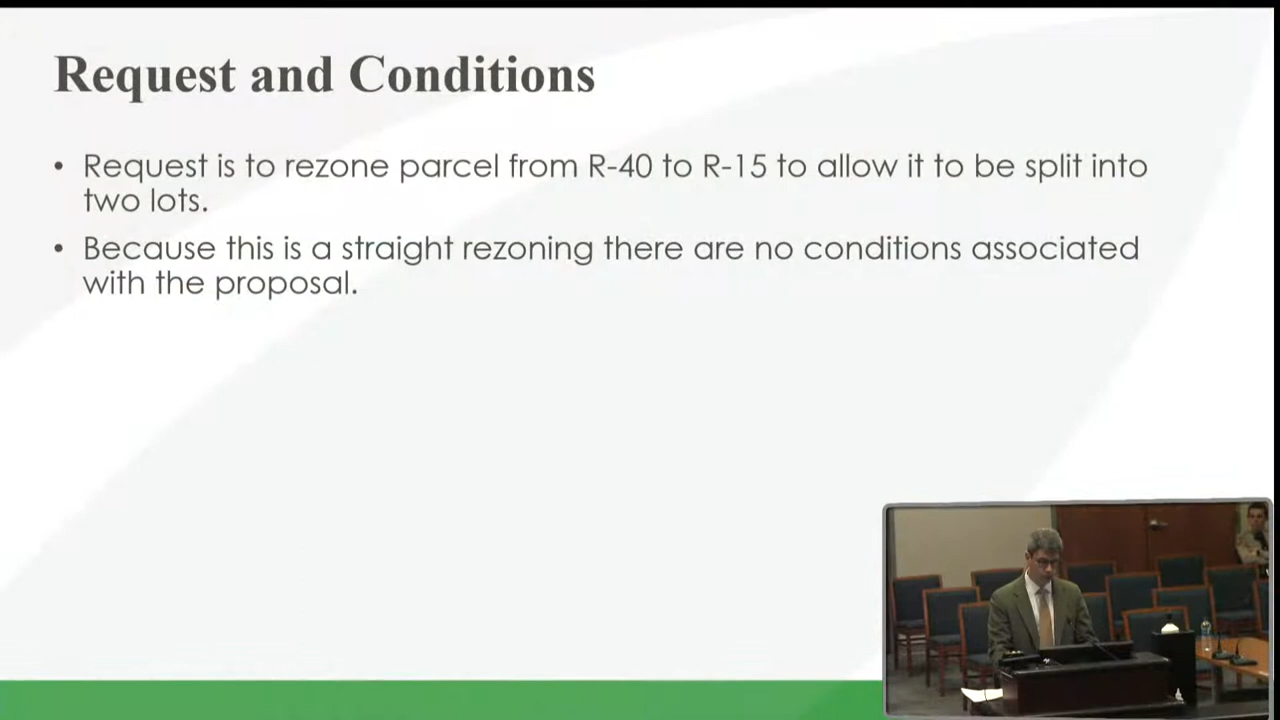 Request and Conditions
• Request is to rezone parcel from R-40 to R-15 to allow it to be split into
two lots.
• Because this is a straight rezoning there are no conditions associated
with the proposal.